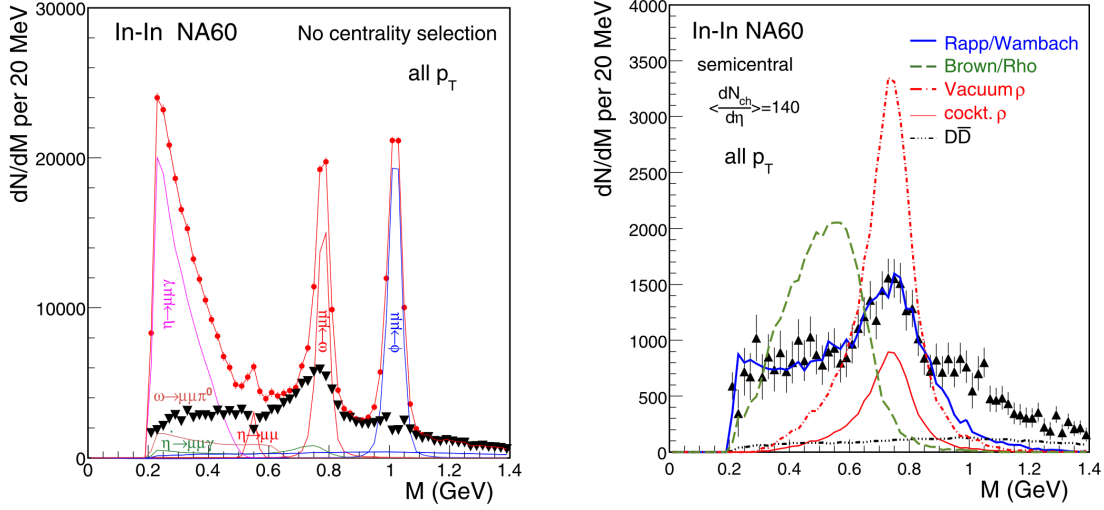 In-In NA60
No centrality selection
all pT
dN/dM per 20 MeV
30000
20000
10000
0
η→μμγ
ω→μμπ0
η→μμγ
η→μμ
ω→μμ
φ→μμ
0 0.2 0.4 0.6 0.8 1 1.2 1.4
M (GeV)
In-In NA60
semicentral
<dNch/dη>=140
all pT
Rapp/Wambach
Brown/Rho
Vacuum ρ
cockt. ρ
DD̅
dN/dM per 20 MeV
4000
3500
3000
2500
2000
1500
1000
500
0
0 0.2 0.4 0.6 0.8 1 1.2 1.4
M (GeV)